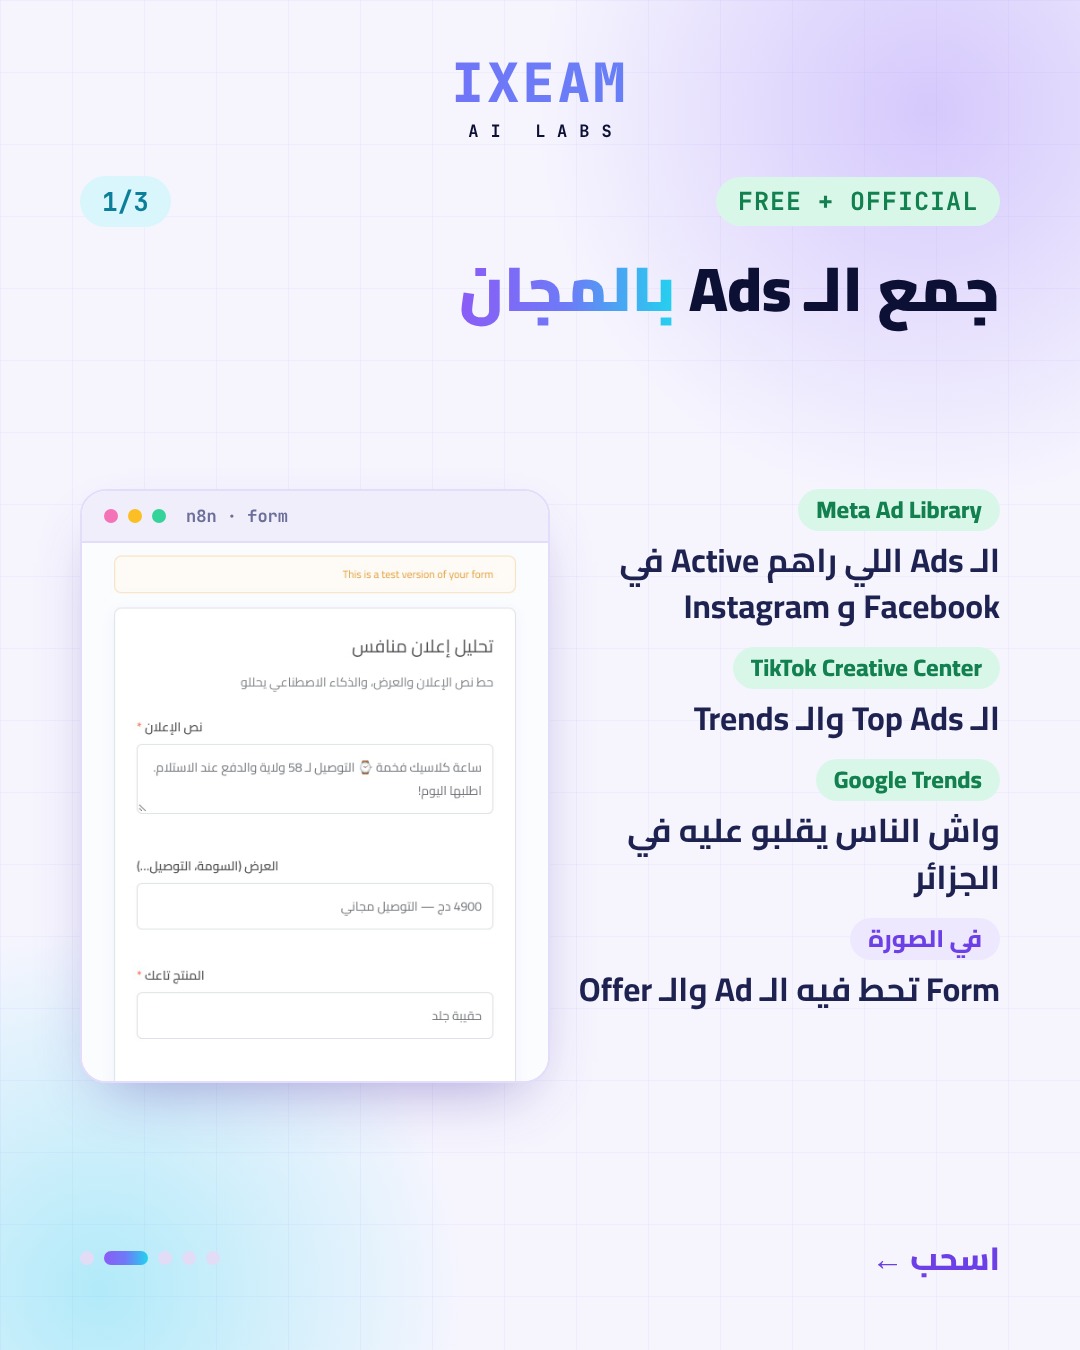 IXEAM
AI LABS
FREE + OFFICIAL
1/3
جمع الـ Ads بالمجان
Meta Ad Library
الـ Ads اللي راهم Active في
Facebook و Instagram
TikTok Creative Center
الـ Top Ads والـ Trends
Google Trends
واش الناس يقلبو عليه في
الجزائر
في الصورة
Form تحط فيه الـ Ad والـ Offer
n8n · form
This is a test version of your form
تحليل إعلان منافس
حط نص الإعلان والعرض، والذكاء الاصطناعي يحللو
نص الإعلان *
ساعة كلاسيك فخمة ⌚ التوصيل لـ 58 ولاية والدفع عند الاستلام.
اطلبها اليوم!
العرض (السومة، التوصيل...)
4900 دج — التوصيل مجاني
المنتج تاعك *
حقيبة جلد
اسحب ←